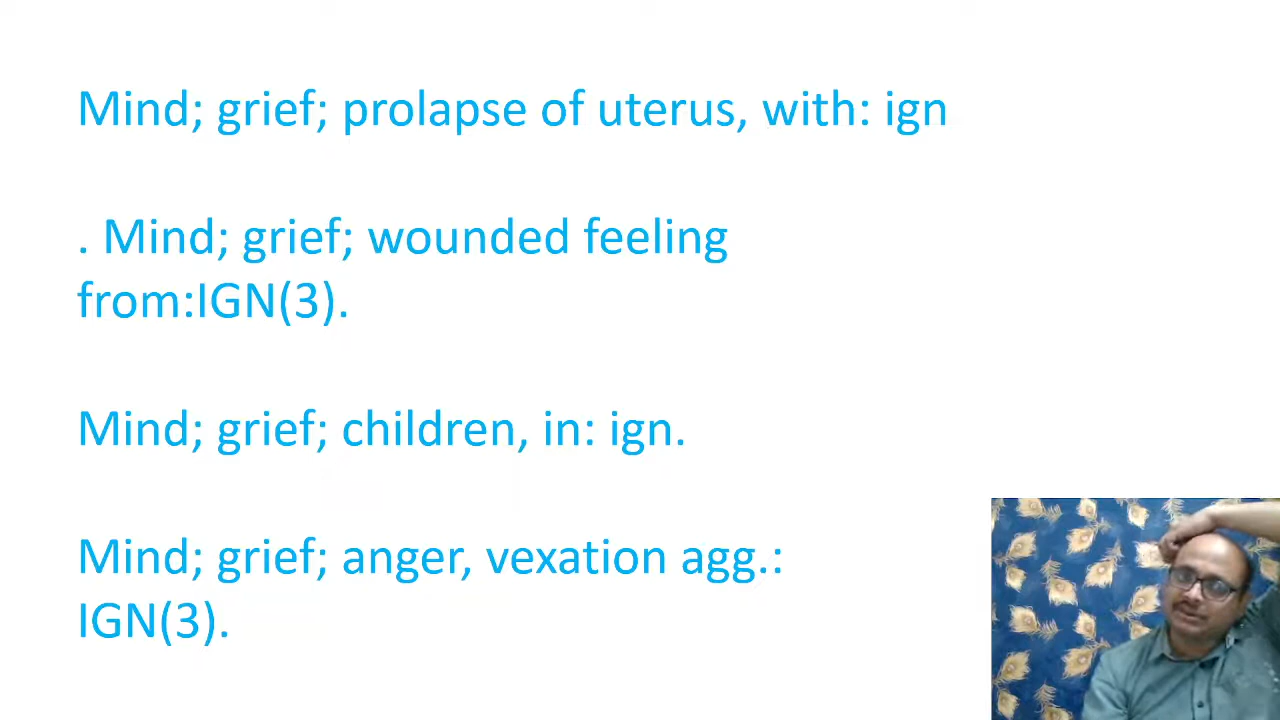 Mind; grief; prolapse of uterus, with: ign
. Mind; grief; wounded feeling
from:IGN(3).
Mind; grief; children, in: ign.
Mind; grief; anger, vexation agg.:
IGN(3).